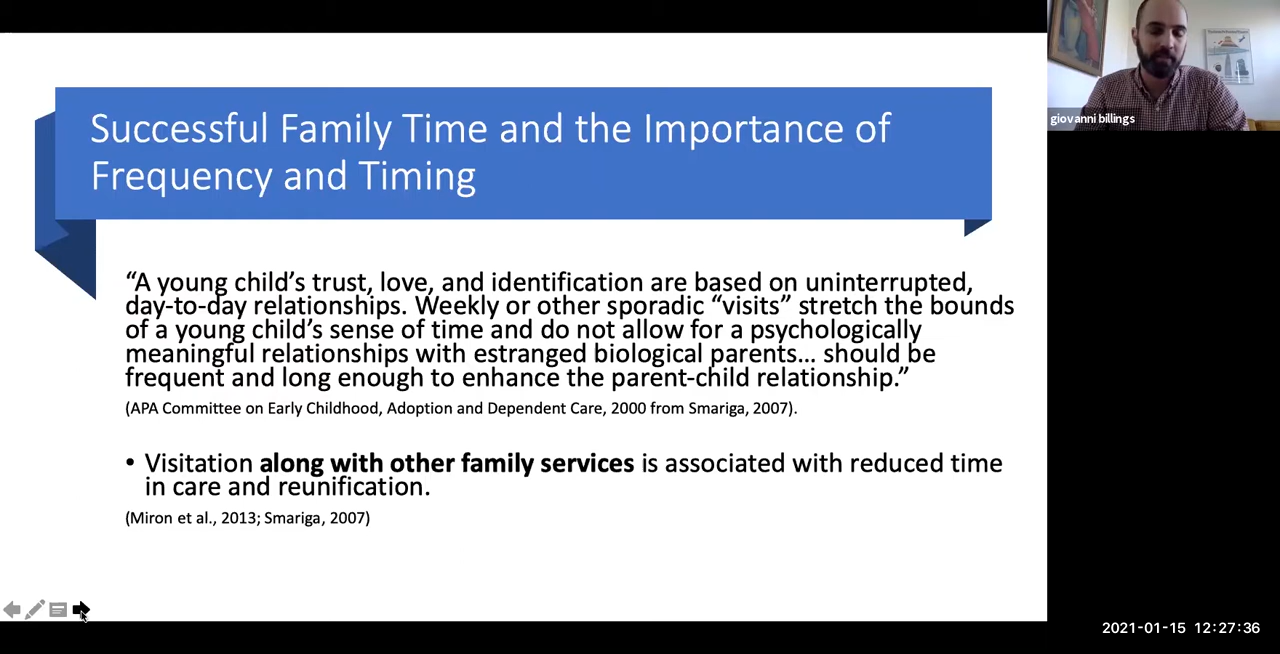 Successful Family Time and the Importance of
Frequency and Timing
“A young child’s trust, love, and identification are based on uninterrupted,
day-to-day relationships. Weekly or other sporadic “visits” stretch the bounds
of a young child’s sense of time and do not allow for a psychologically
meaningful relationships with estranged biological parents... should be
frequent and long enough to enhance the parent-child relationship.”
(APA Committee on Early Childhood, Adoption and Dependent Care, 2000 from Smariga, 2007).
• Visitation along with other family services is associated with reduced time
in care and reunification.
(Miron et al., 2013; Smariga, 2007)
giovanni billings
2021-01-15 12:27:36